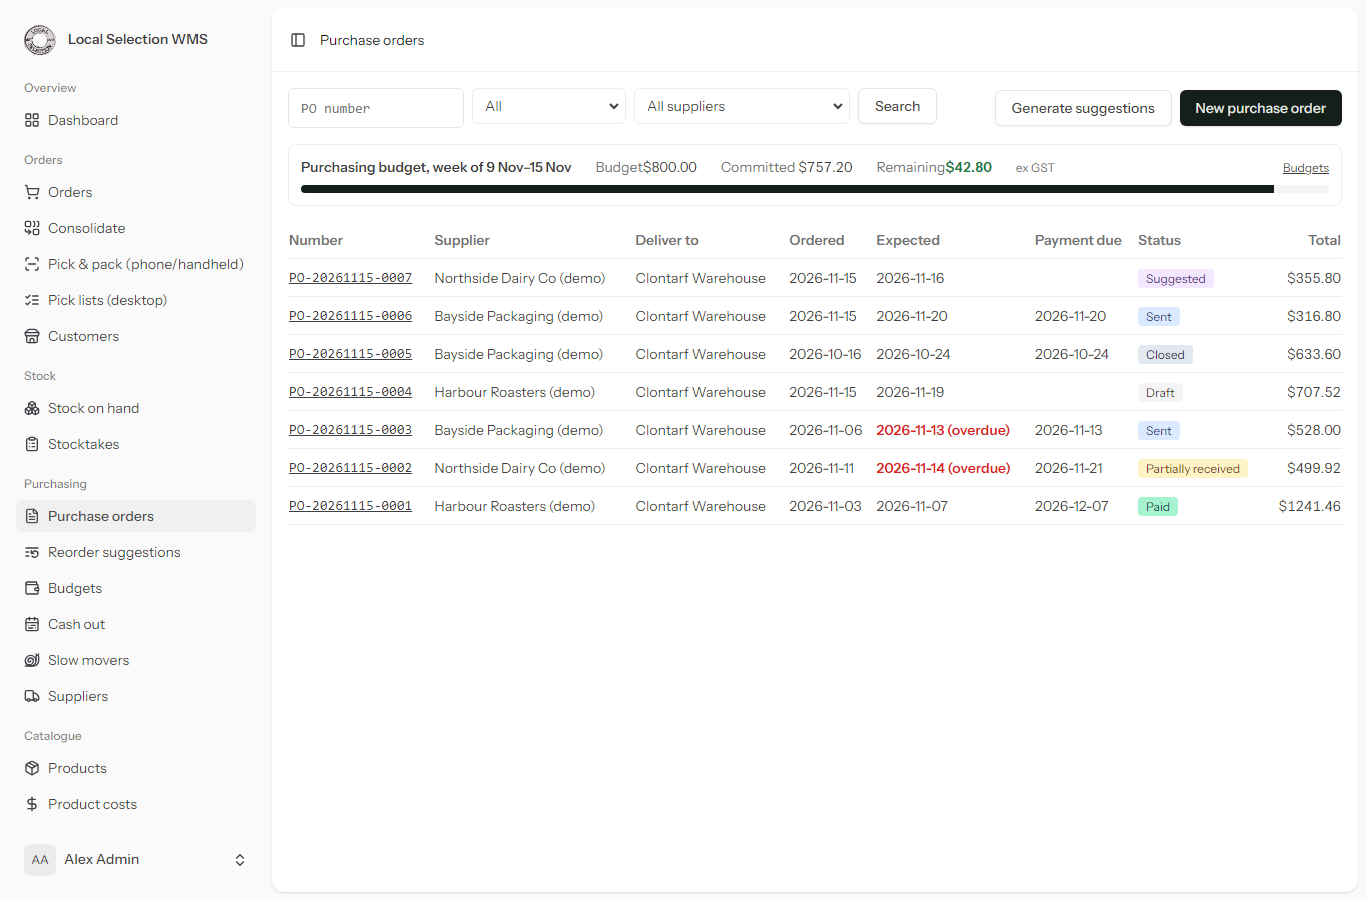 Local Selection WMS
Purchase orders
Overview
Dashboard
Orders
Orders
Consolidate
Pick & pack (phone/handheld)
Pick lists (desktop)
Customers
Stock
Stock on hand
Stocktakes
Purchasing
Purchase orders
Reorder suggestions
Budgets
Cash out
Slow movers
Suppliers
Catalogue
Products
Product costs
AA Alex Admin
PO number All All suppliers Search Generate suggestions New purchase order
Purchasing budget, week of 9 Nov–15 Nov Budget$800.00 Committed $757.20 Remaining$42.80 ex GST Budgets
Number Supplier Deliver to Ordered Expected Payment due Status Total
PO-20261115-0007 Northside Dairy Co (demo) Clontarf Warehouse 2026-11-15 2026-11-16 Suggested $355.80
PO-20261115-0006 Bayside Packaging (demo) Clontarf Warehouse 2026-11-15 2026-11-20 2026-11-20 Sent $316.80
PO-20261115-0005 Bayside Packaging (demo) Clontarf Warehouse 2026-10-16 2026-10-24 2026-10-24 Closed $633.60
PO-20261115-0004 Harbour Roasters (demo) Clontarf Warehouse 2026-11-15 2026-11-19 Draft $707.52
PO-20261115-0003 Bayside Packaging (demo) Clontarf Warehouse 2026-11-06 2026-11-13 (overdue) 2026-11-13 Sent $528.00
PO-20261115-0002 Northside Dairy Co (demo) Clontarf Warehouse 2026-11-11 2026-11-14 (overdue) 2026-11-21 Partially received $499.92
PO-20261115-0001 Harbour Roasters (demo) Clontarf Warehouse 2026-11-03 2026-11-07 2026-12-07 Paid $1241.46